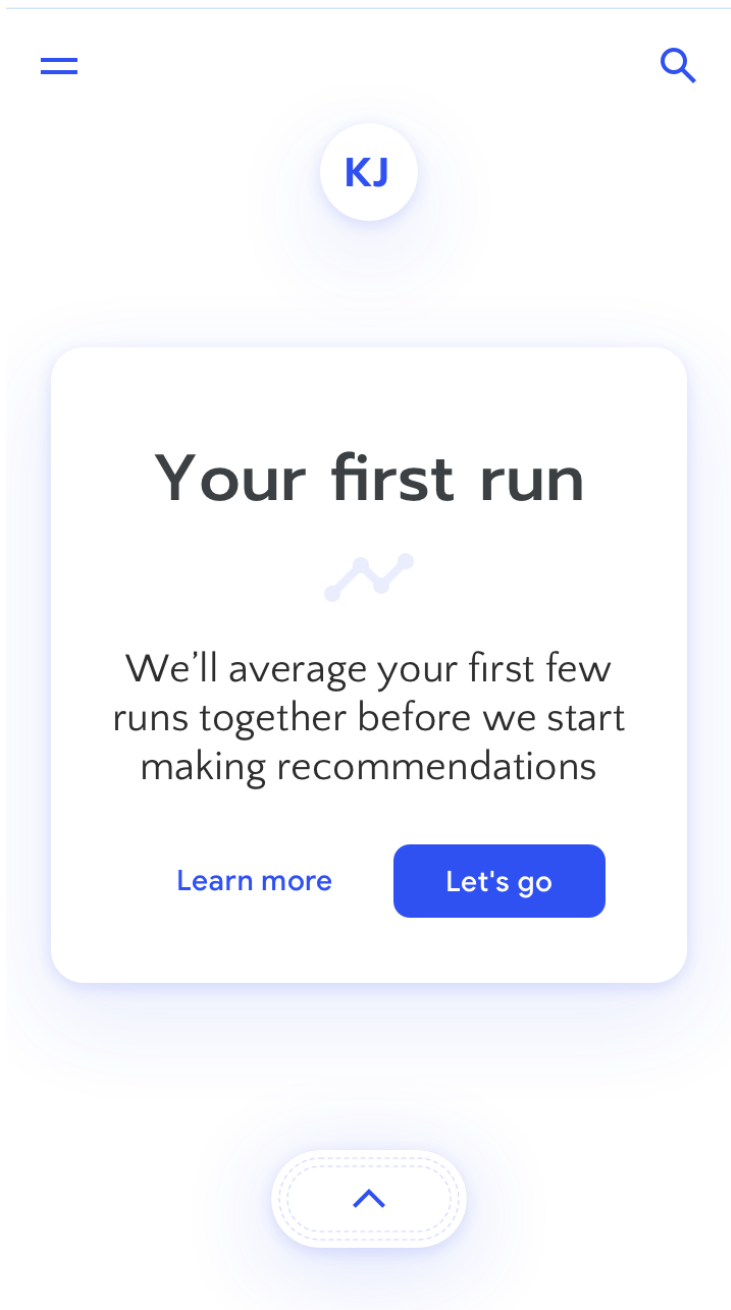 KJ
Your first run
We’ll average your first few
runs together before we start
making recommendations
Learn more
Let's go